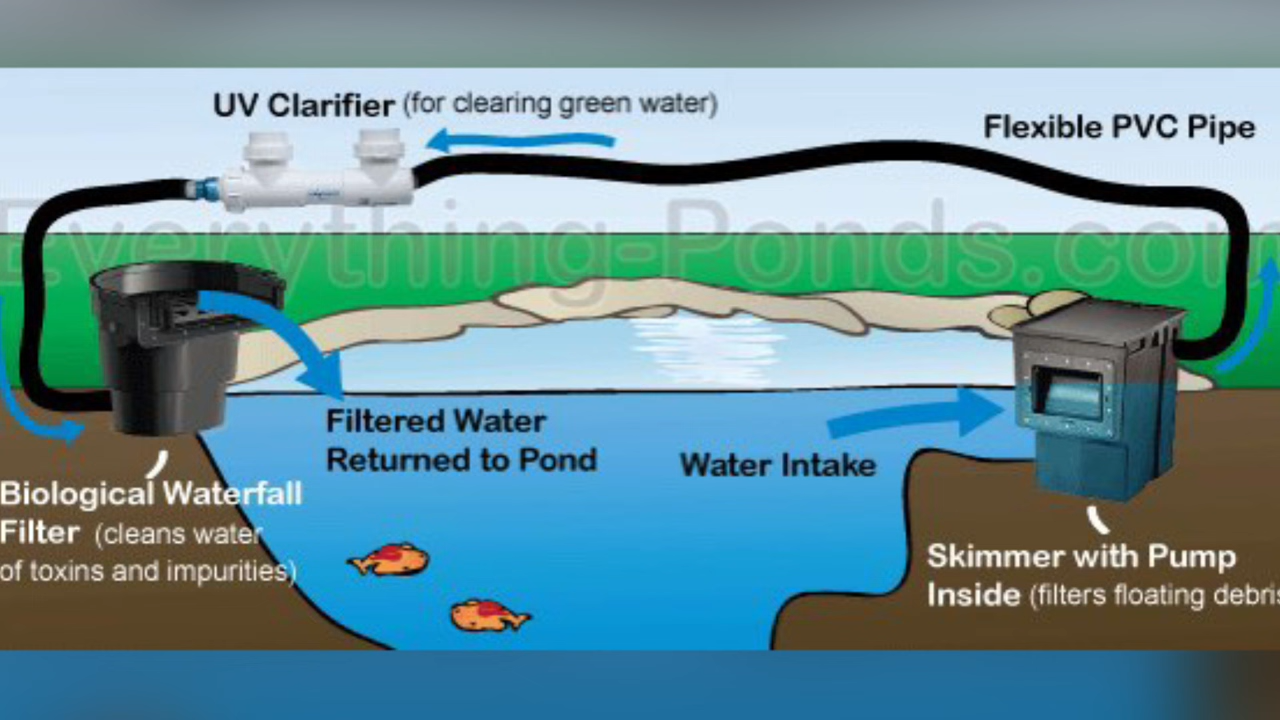 UV Clarifier (for clearing green water)
Flexible PVC Pipe
Everything-Ponds.com
Filtered Water
Returned to Pond
Water Intake
Biological Waterfall
Filter (cleans water
of toxins and impurities)
Skimmer with Pump
Inside (filters floating debris